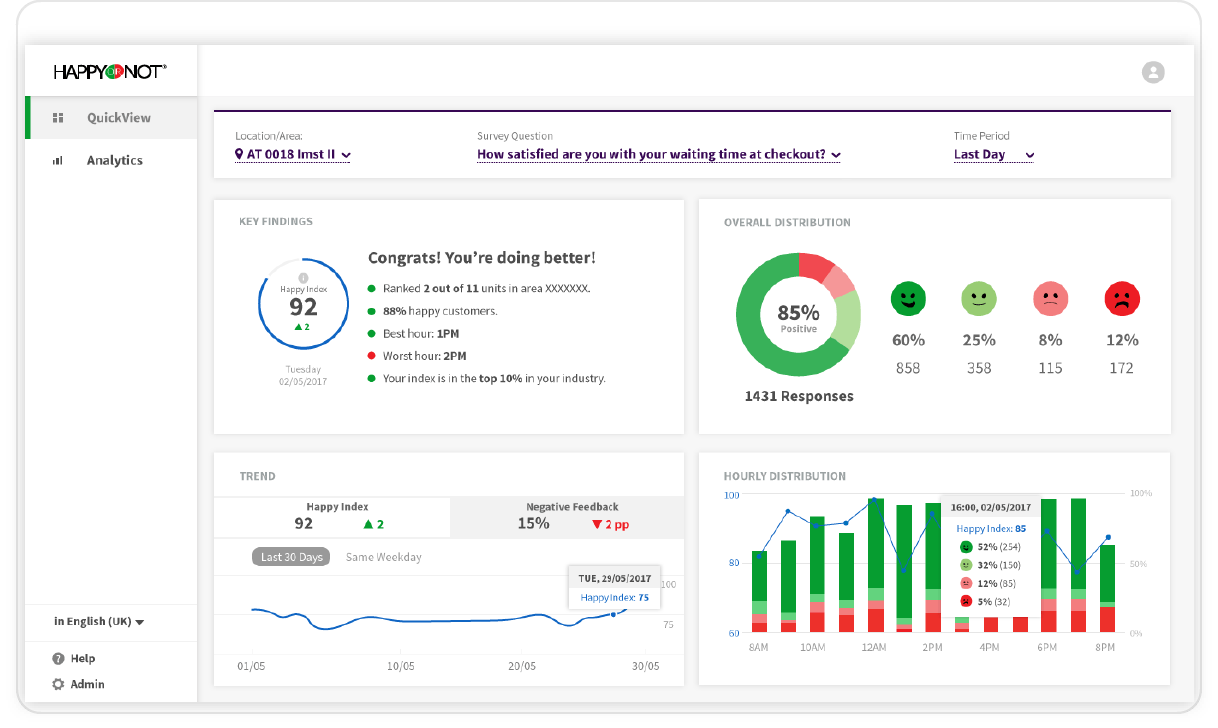 HAPPY OR NOT®
QuickView
Analytics
in English (UK)
Help
Admin
Location/Area:
AT 0018 Imst II
Survey Question
How satisfied are you with your waiting time at checkout?
Time Period
Last Day
KEY FINDINGS
Happy Index
92
2
Tuesday
02/05/2017
Congrats! You're doing better!
Ranked 2 out of 11 units in area XXXXXXX.
88% happy customers.
Best hour: 1PM
Worst hour: 2PM
Your index is in the top 10% in your industry.
OVERALL DISTRIBUTION
85%
Positive
1431 Responses
60% 25% 8% 12%
858 358 115 172
TREND
Happy Index
92 2
Negative Feedback
15% 2 pp
Last 30 Days Same Weekday
TUE, 29/05/2017
HappyIndex: 75
100
75
01/05 10/05 20/05 30/05
HOURLY DISTRIBUTION
100 100%
80 50%
60 0%
16:00, 02/05/2017
Happy Index: 85
52% (254)
32% (150)
12% (85)
5% (32)
8AM 10AM 12AM 2PM 4PM 6PM 8PM